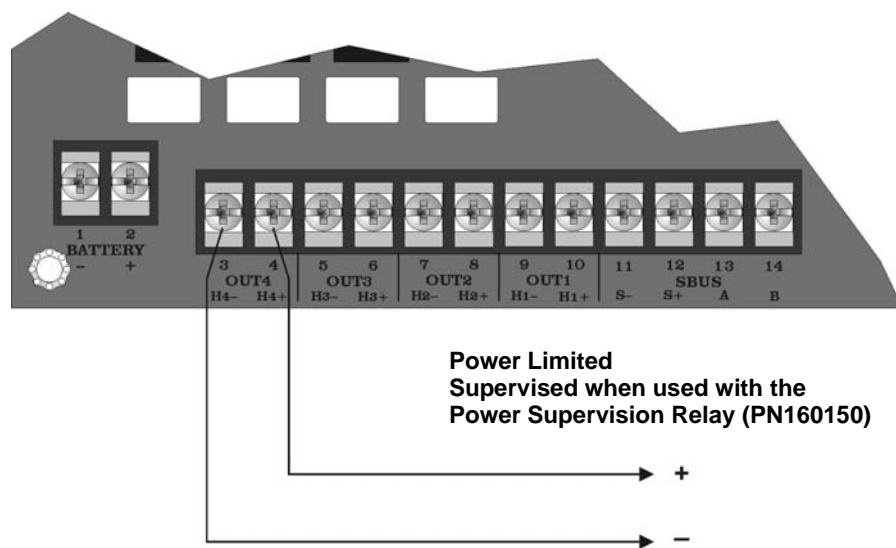 1 2
BATTERY
- +
3 4 5 6 7 8 9 10 11 12 13 14
OUT4 OUT3 OUT2 OUT1 SBUS
H4- H4+ H3- H3+ H2- H2+ H1- H1+ S- S+ A B
Power Limited
Supervised when used with the
Power Supervision Relay (PN160150)
+
-